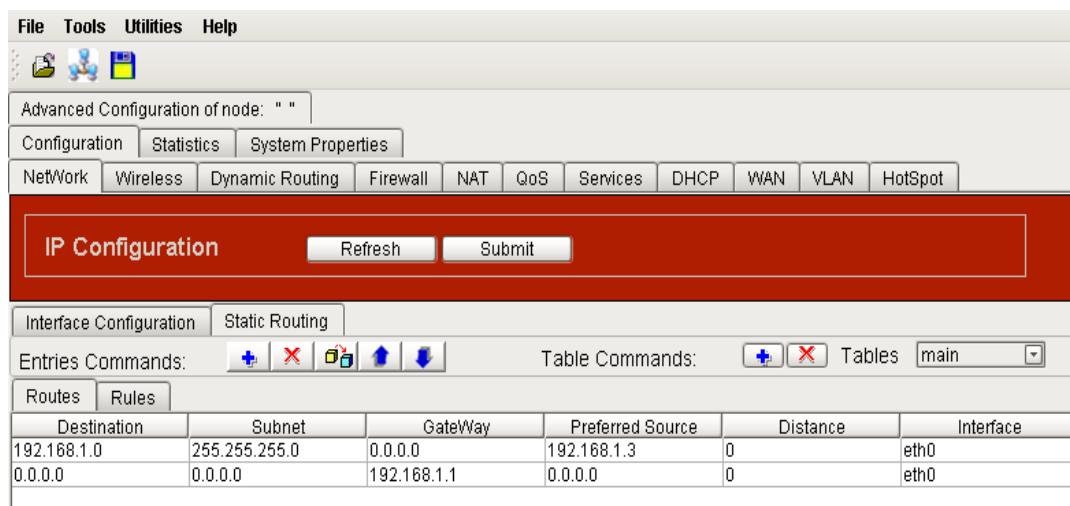 File Tools Utilities Help
Advanced Configuration of node: " "
Configuration Statistics System Properties
NetWork Wireless Dynamic Routing Firewall NAT QoS Services DHCP WAN VLAN HotSpot
IP Configuration Refresh Submit
Interface Configuration Static Routing
Entries Commands: Table Commands: Tables main
Routes Rules
Destination Subnet GateWay Preferred Source Distance Interface
192.168.1.0 255.255.255.0 0.0.0.0 192.168.1.3 0 eth0
0.0.0.0 0.0.0.0 192.168.1.1 0.0.0.0 0 eth0